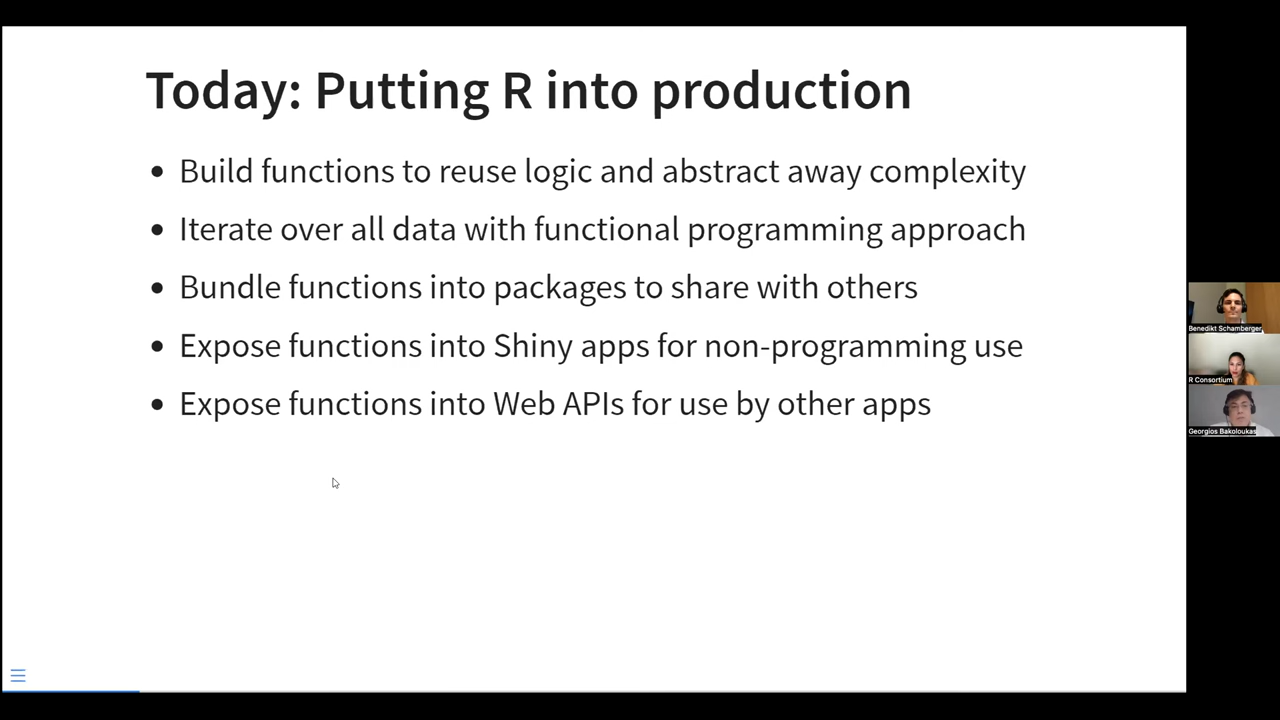 Today: Putting R into production
Build functions to reuse logic and abstract away complexity
Iterate over all data with functional programming approach
Bundle functions into packages to share with others
Expose functions into Shiny apps for non-programming use
Expose functions into Web APIs for use by other apps
Benedikt Schamberger
R Consortium
Georgios Bakoloukas